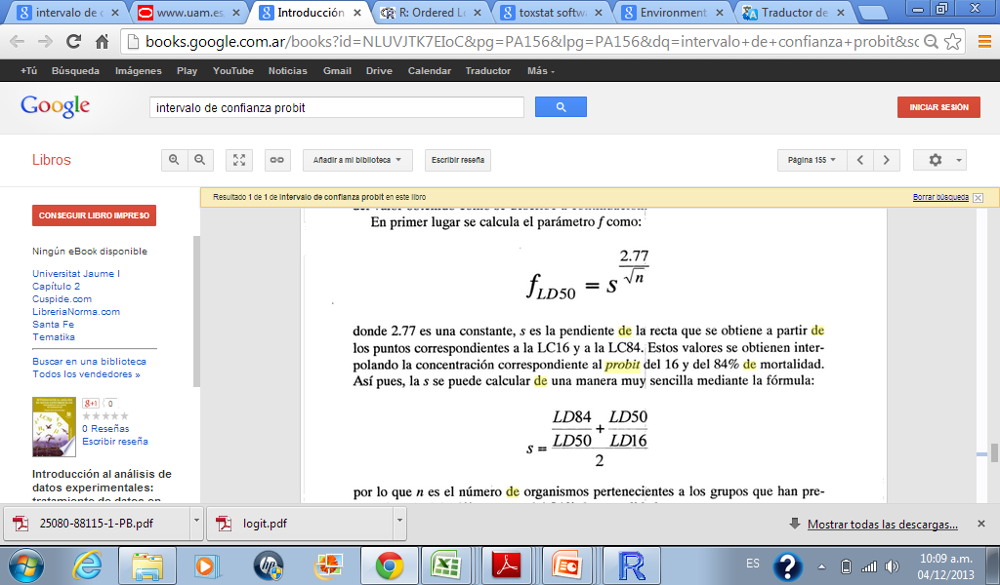 intervalo de c
www.uam.es
Introducción
R: Ordered Lo
toxstat softw
Environment
Traductor de
books.google.com.ar/books?id=NLUVJTK7EIoC&pg=PA156&lpg=PA156&dq=intervalo+de+confianza+probit&sc
+Tú Búsqueda Imágenes Play YouTube Noticias Gmail Drive Calendar Traductor Más
Google
intervalo de confianza probit
INICIAR SESIÓN
Libros
Añadir a mi biblioteca
Escribir reseña
Página 155
CONSEGUIR LIBRO IMPRESO
Ningún eBook disponible
Universitat Jaume I
Capítulo 2
Cuspide.com
LibreriaNorma.com
Santa Fe
Tematika
Buscar en una biblioteca
Todos los vendedores »
g+1 0
0 Reseñas
Escribir reseña
Introducción al análisis de
datos experimentales:
tratamiento de datos en
Resultado 1 de 1 de intervalo de confianza probit en este libro
Borrar búsqueda
En primer lugar se calcula el parámetro f como:
f_LD50 = s^(2.77/√n)
donde 2.77 es una constante, s es la pendiente de la recta que se obtiene a partir de
los puntos correspondientes a la LC16 y a la LC84. Estos valores se obtienen inter-
polando la concentración correspondiente al probit del 16 y del 84% de mortalidad.
Así pues, la s se puede calcular de una manera muy sencilla mediante la fórmula:
s = (LD84/LD50 + LD50/LD16) / 2
por lo que n es el número de organismos pertenecientes a los grupos que han pre-
25080-88115-1-PB.pdf
logit.pdf
Mostrar todas las descargas...
ES
10:09 a.m.
04/12/2013